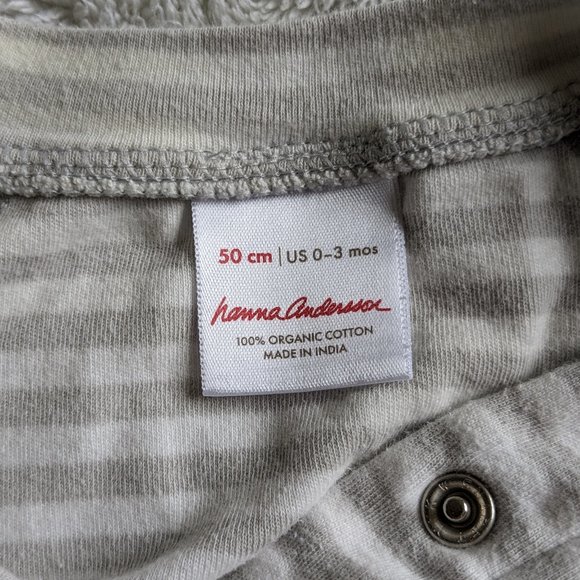 50 cm | US 0-3 mos
hanna andersson
100% ORGANIC COTTON
MADE IN INDIA